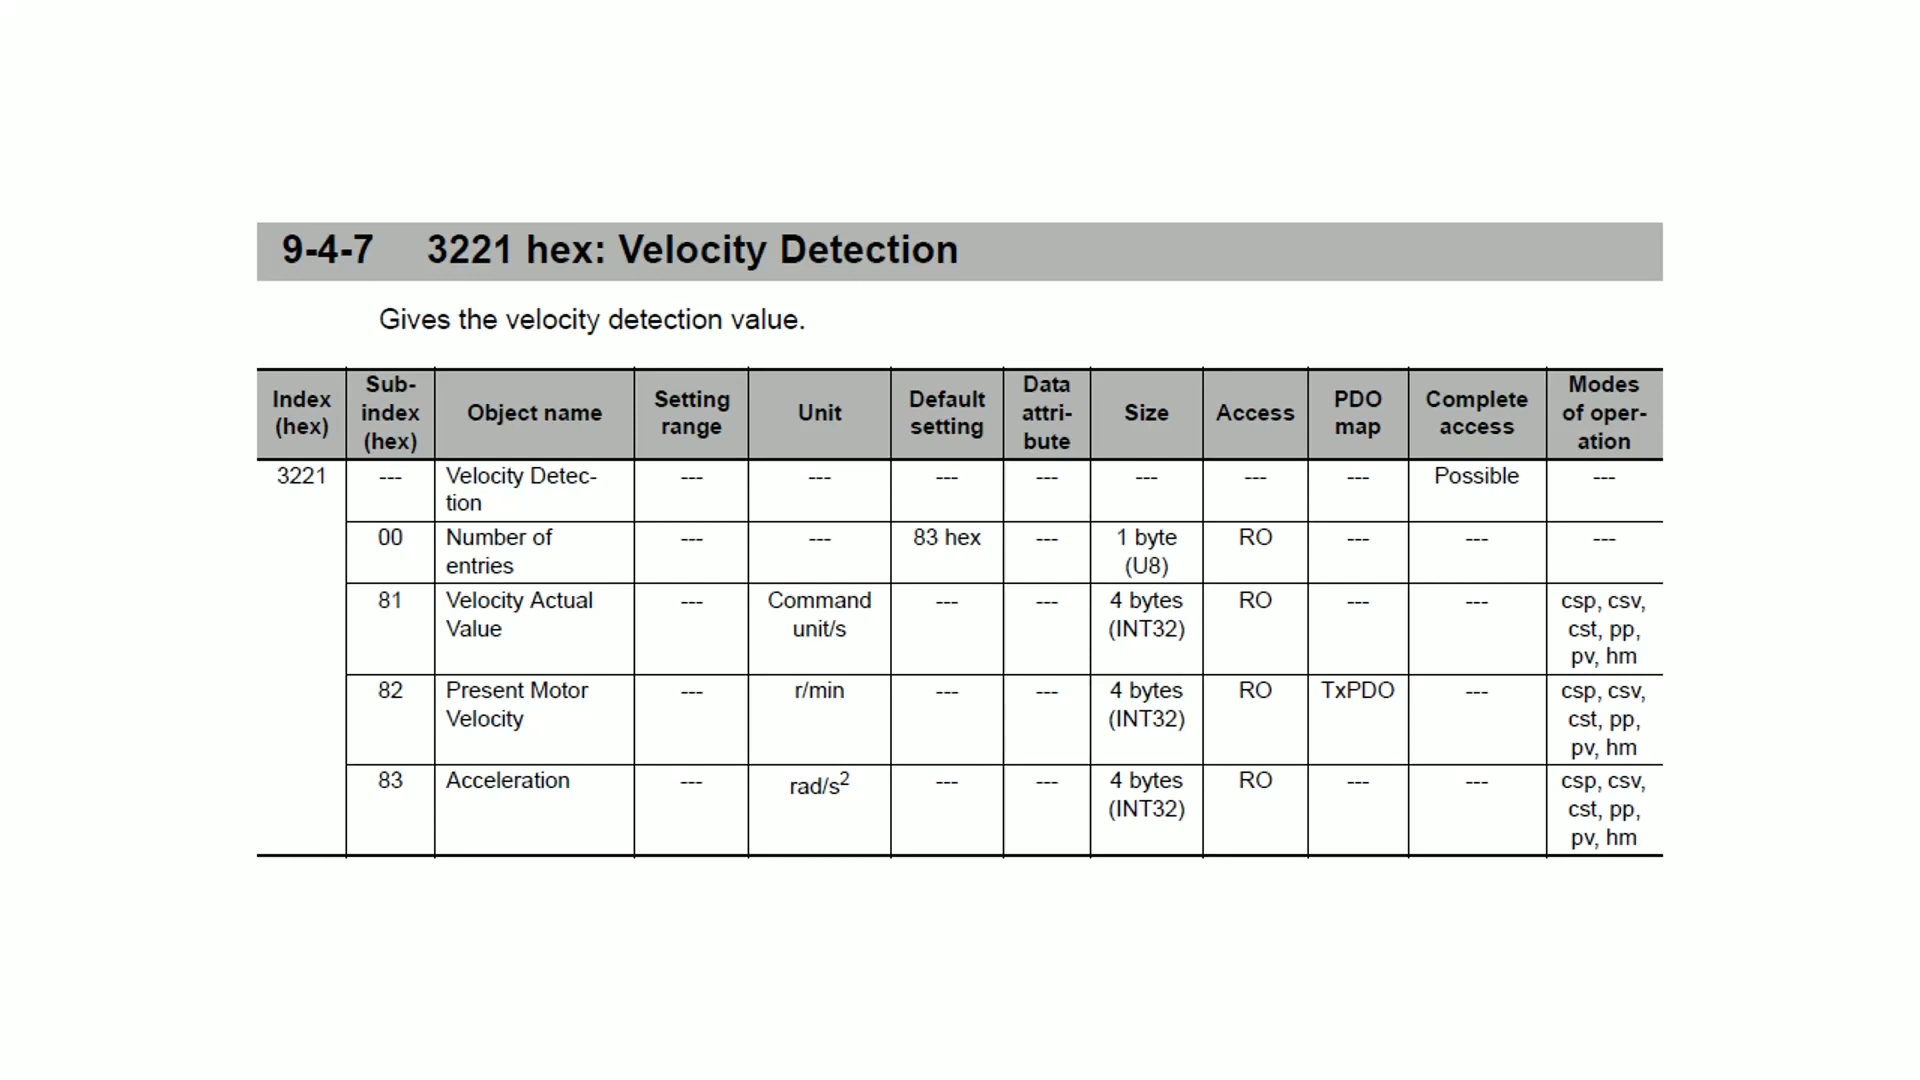 9-4-7 3221 hex: Velocity Detection
Gives the velocity detection value.
Index (hex) | Sub-index (hex) | Object name | Setting range | Unit | Default setting | Data attri-bute | Size | Access | PDO map | Complete access | Modes of oper-ation
3221 | --- | Velocity Detec-tion | --- | --- | --- | --- | --- | --- | --- | Possible | ---
00 | Number of entries | --- | --- | 83 hex | --- | 1 byte (U8) | RO | --- | --- | ---
81 | Velocity Actual Value | --- | Command unit/s | --- | --- | 4 bytes (INT32) | RO | --- | --- | csp, csv, cst, pp, pv, hm
82 | Present Motor Velocity | --- | r/min | --- | --- | 4 bytes (INT32) | RO | TxPDO | --- | csp, csv, cst, pp, pv, hm
83 | Acceleration | --- | rad/s2 | --- | --- | 4 bytes (INT32) | RO | --- | --- | csp, csv, cst, pp, pv, hm